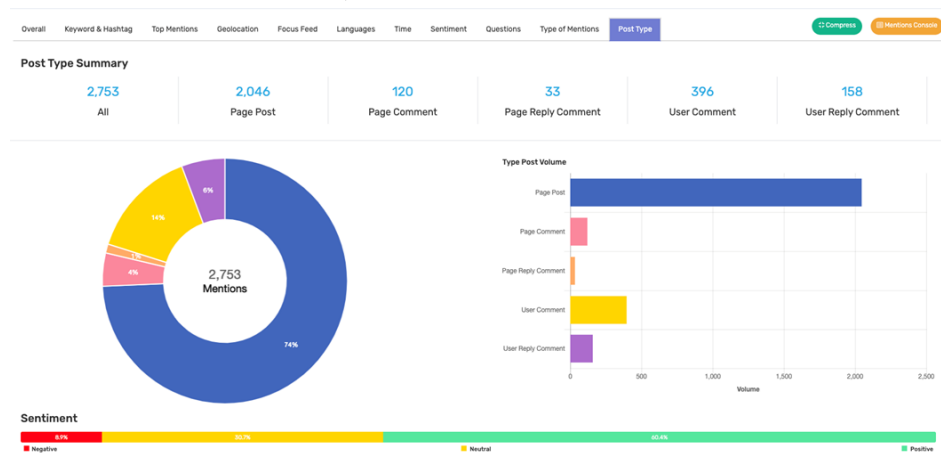 Overall Keyword & Hashtag Top Mentions Geolocation Focus Feed Languages Time Sentiment Questions Type of Mentions Post Type Compress Mentions Console
Post Type Summary
2,753 2,046 120 33 396 158
All Page Post Page Comment Page Reply Comment User Comment User Reply Comment
Type Post Volume
6%
14%
1%
4%
74%
2,753
Mentions
Page Post
Page Comment
Page Reply Comment
User Comment
User Reply Comment
0 500 1,000 1,500 2,000 2,500
Volume
Sentiment
8.9% 60.4%
Negative Neutral Positive